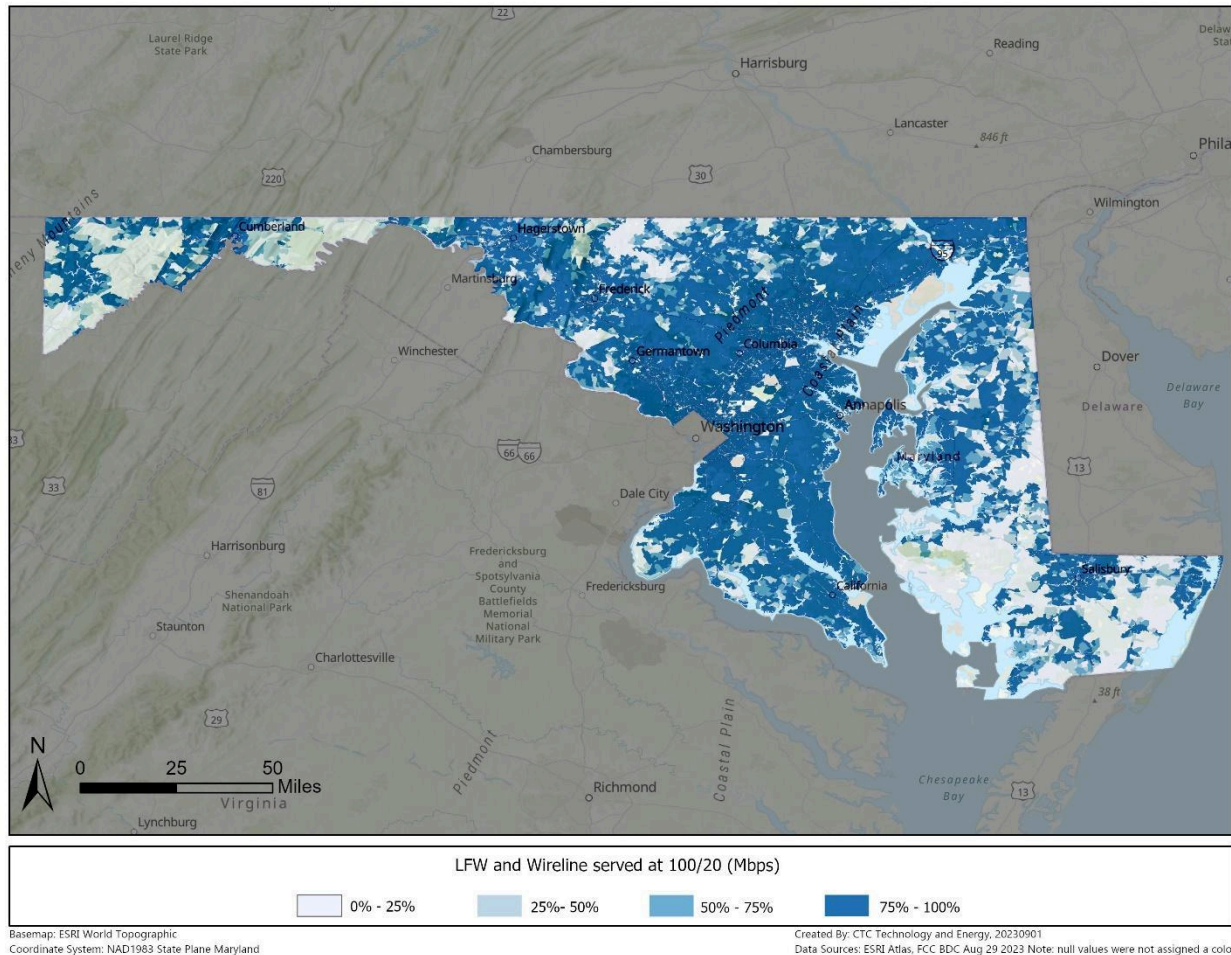 22
Laurel Ridge
State Park
Reading
Harrisburg
Lancaster
846 ft
Phila
Chambersburg
30
220
Wilmington
Cumberland
Hagerstown
95
Martinsburg
Frederick
Piedmont
Coastal Plain
Winchester
Germantown
Columbia
Dover
Delaware
Bay
Annapolis
Delaware
Washington
66
66
Maryland
33
33
81
13
Dale City
Harrisonburg
Fredericksburg
and
Spotsylvania
County
Battlefields
Memorial
National
Military Park
Fredericksburg
Salisbury
California
Shenandoah
National Park
Staunton
Charlottesville
38 ft
29
Coastal Plain
Piedmont
N
0 25 50
Miles
Virginia
Richmond
Chesapeake
Bay
13
Lynchburg
LFW and Wireline served at 100/20 (Mbps)
0% - 25% 25%- 50% 50% - 75% 75% - 100%
Basemap: ESRI World Topographic
Coordinate System: NAD1983 State Plane Maryland
Created By: CTC Technology and Energy, 20230901
Data Sources: ESRI Atlas, FCC BDC Aug 29 2023 Note: null values were not assigned a colo